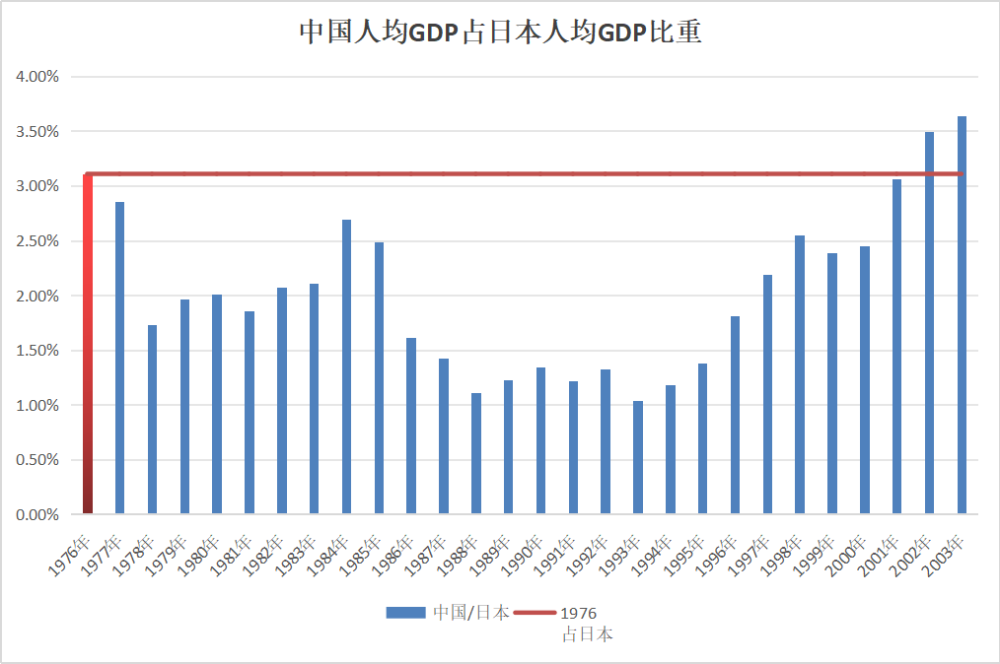 中国人均GDP占日本人均GDP比重
4.00%
3.50%
3.00%
2.50%
2.00%
1.50%
1.00%
0.50%
0.00%
1976年
1977年
1978年
1979年
1980年
1981年
1982年
1983年
1984年
1985年
1986年
1987年
1988年
1989年
1990年
1991年
1992年
1993年
1994年
1995年
1996年
1997年
1998年
1999年
2000年
2001年
2002年
2003年
中国/日本
1976
占日本